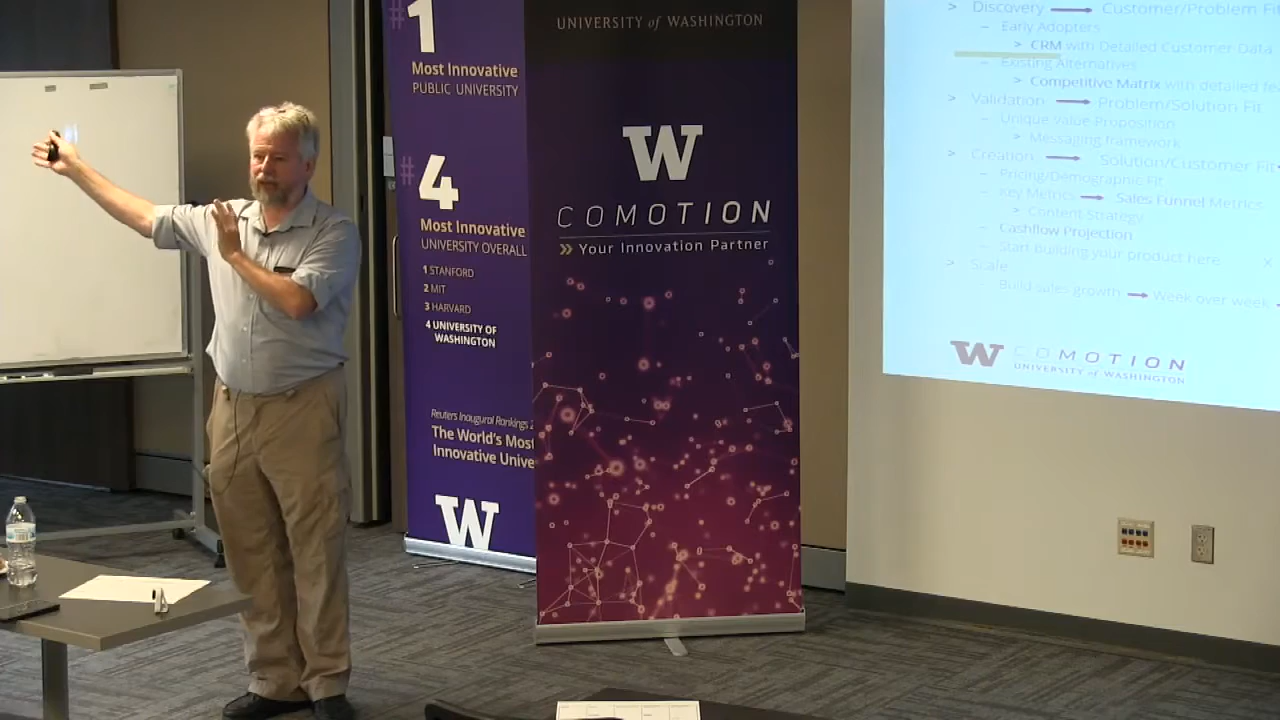 #1
Most Innovative
PUBLIC UNIVERSITY
#4
Most Innovative
UNIVERSITY OVERALL
1 STANFORD
2 MIT
3 HARVARD
4 UNIVERSITY OF
WASHINGTON
Reuters Inaugural Rankings
The World's Most
Innovative
W
UNIVERSITY of WASHINGTON
W
COMOTION
» Your Innovation Partner
> Discovery → Customer/Problem
– Early Adopters
> CRM with Detailed Customer Data
– Existing Alternatives
> Competitive Matrix with detailed
> Validation → Problem/Solution Fit
– Unique Value Proposition
> Messaging framework
> Creation → Solution/Customer Fit
– Pricing/Demographic Fit
– Key Metrics → Sales Funnel Metrics
> Content Strategy
– Cashflow Projection
– Start building your product here
> Scale
– Build sales growth → Week over week
W COMOTION
UNIVERSITY of WASHINGTON